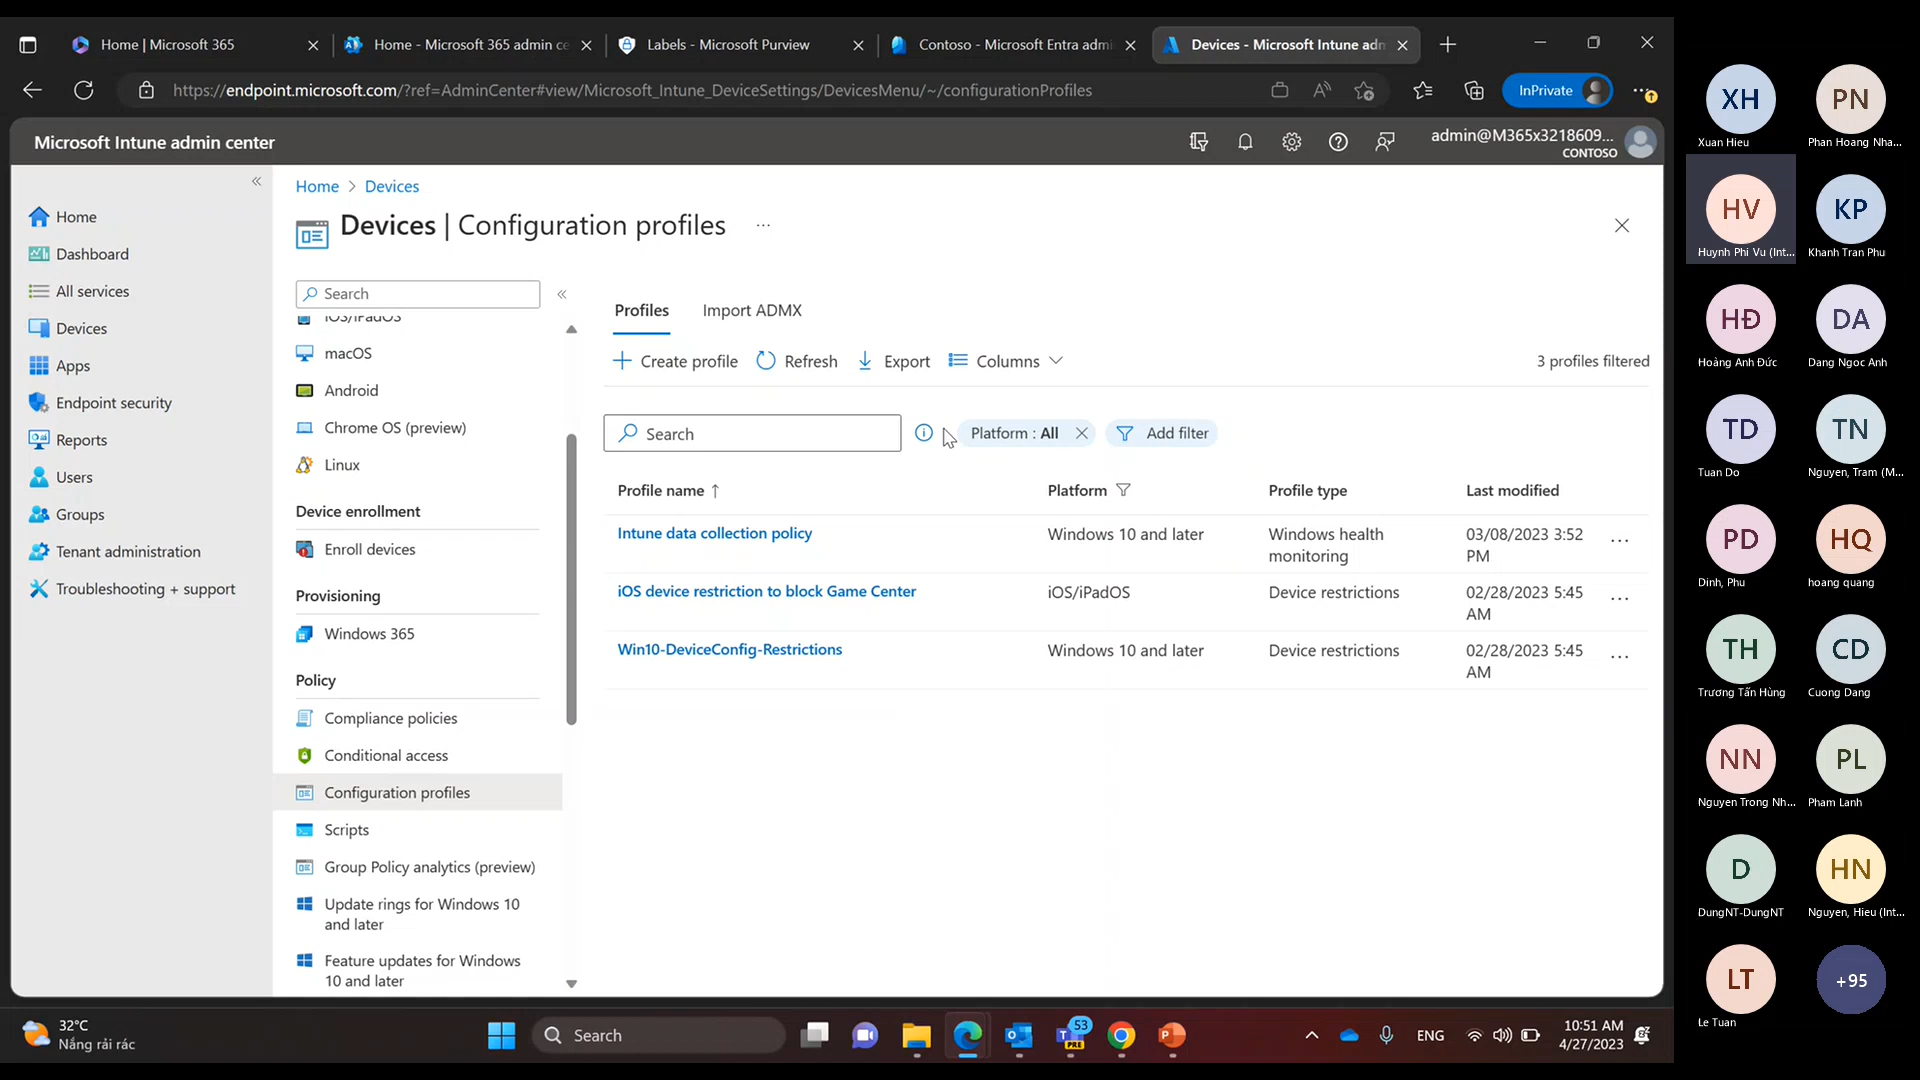 Home | Microsoft 365
Home - Microsoft 365 admin ce
Labels - Microsoft Purview
Contoso - Microsoft Entra admi
Devices - Microsoft Intune adm
https://endpoint.microsoft.com/?ref=AdminCenter#view/Microsoft_Intune_DeviceSettings/DevicesMenu/~/configurationProfiles
InPrivate
Microsoft Intune admin center
admin@M365x3218609...
CONTOSO
Home
Dashboard
All services
Devices
Apps
Endpoint security
Reports
Users
Groups
Tenant administration
Troubleshooting + support
Home > Devices
Devices | Configuration profiles
...
Search
iOS/iPadOS
macOS
Android
Chrome OS (preview)
Linux
Device enrollment
Enroll devices
Provisioning
Windows 365
Policy
Compliance policies
Conditional access
Configuration profiles
Scripts
Group Policy analytics (preview)
Update rings for Windows 10
and later
Feature updates for Windows
10 and later
Profiles
Import ADMX
Create profile
Refresh
Export
Columns
3 profiles filtered
Search
Platform : All
Add filter
Profile name ↑
Platform
Profile type
Last modified
Intune data collection policy
Windows 10 and later
Windows health
monitoring
03/08/2023 3:52
PM
...
iOS device restriction to block Game Center
iOS/iPadOS
Device restrictions
02/28/2023 5:45
AM
...
Win10-DeviceConfig-Restrictions
Windows 10 and later
Device restrictions
02/28/2023 5:45
AM
...
32°C
Nắng rải rác
Search
53
PRE
ENG
10:51 AM
4/27/2023
XH
Xuan Hieu
PN
Phan Hoang Nha...
HV
Huynh Phi Vu (Int...
KP
Khanh Tran Phu
HĐ
Hoàng Anh Đức
DA
Dang Ngoc Anh
TD
Tuan Do
TN
Nguyen, Tram (M...
PD
Dinh, Phu
HQ
hoang quang
TH
Trương Tấn Hùng
CD
Cuong Dang
NN
Nguyen Trong Nh...
PL
Pham Lanh
D
DungNT-DungNT
HN
Nguyen, Hieu (Int...
LT
Le Tuan
+95